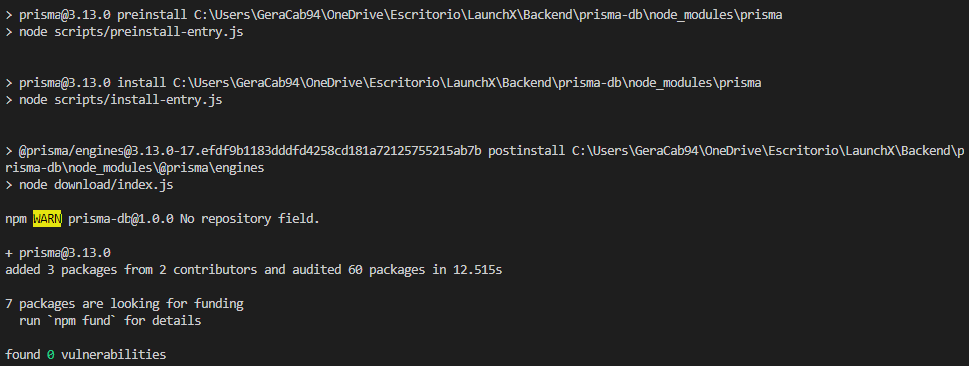 > prisma@3.13.0 preinstall C:\Users\GeraCab94\OneDrive\Escritorio\LaunchX\Backend\prisma-db\node_modules\prisma
> node scripts/preinstall-entry.js
> prisma@3.13.0 install C:\Users\GeraCab94\OneDrive\Escritorio\LaunchX\Backend\prisma-db\node_modules\prisma
> node scripts/install-entry.js
> @prisma/engines@3.13.0-17.efdf9b1183dddfd4258cd181a72125755215ab7b postinstall C:\Users\GeraCab94\OneDrive\Escritorio\LaunchX\Backend\p
risma-db\node_modules\@prisma\engines
> node download/index.js
npm WARN prisma-db@1.0.0 No repository field.
+ prisma@3.13.0
added 3 packages from 2 contributors and audited 60 packages in 12.515s
7 packages are looking for funding
run `npm fund` for details
found 0 vulnerabilities